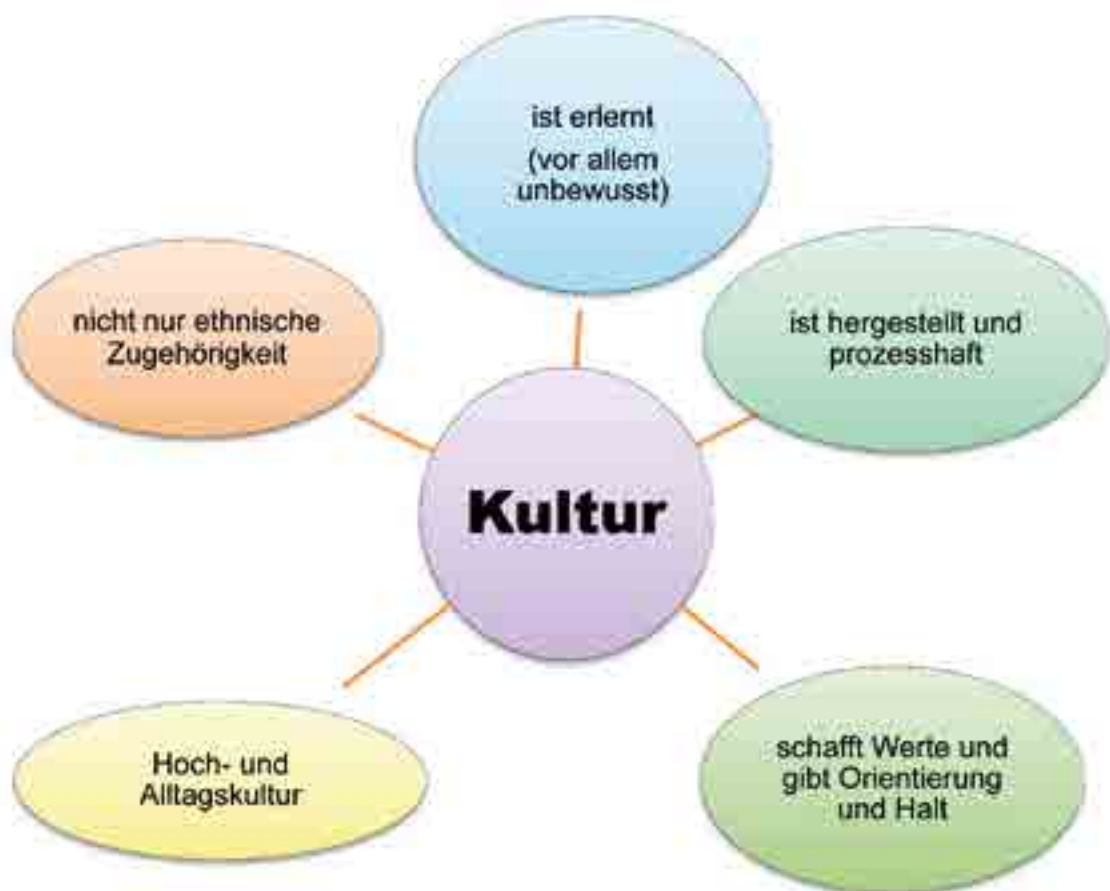 ist erlernt
(vor allem
unbewusst)
nicht nur ethnische
Zugehörigkeit
ist hergestellt und
prozesshaft
Kultur
Hoch- und
Alltagskultur
schafft Werte und
gibt Orientierung
und Halt